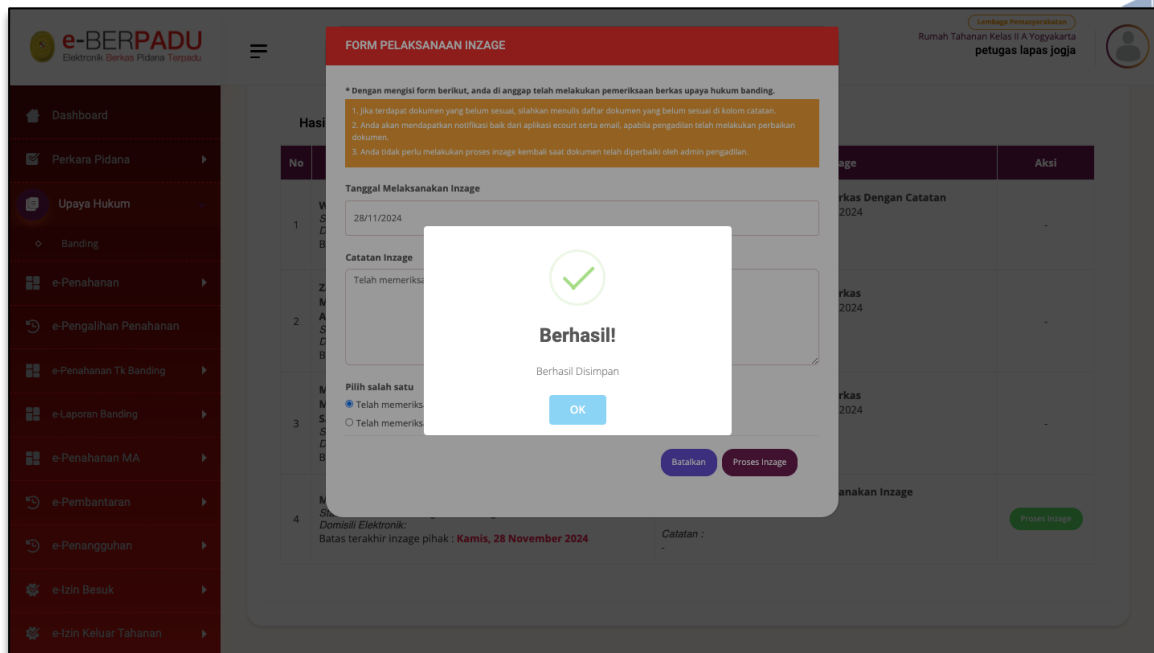 e-BERPADU
Elektronik Berkas Pidana Terpadu
Lembaga Pemasyarakatan
Rumah Tahanan Kelas II A Yogyakarta
petugas lapas jogja
Dashboard
Perkara Pidana
Upaya Hukum
Banding
e-Penahanan
e-Pengalihan Penahanan
e-Penahanan Tk Banding
e-Laporan Banding
e-Penahanan MA
e-Pembantaran
e-Penangguhan
e-Izin Besuk
e-Izin Keluar Tahanan
FORM PELAKSANAAN INZAGE
* Dengan mengisi form berikut, anda di anggap telah melakukan pemeriksaan berkas upaya hukum banding.
1. Jika terdapat dokumen yang belum sesuai, silahkan menulis daftar dokumen yang belum sesuai di kolom catatan.
2. Anda akan mendapatkan notifikasi baik dari aplikasi ecourt serta email, apabila pengadilan telah melakukan perbaikan
dokumen.
3. Anda tidak perlu melakukan proses inzage kembali saat dokumen telah diperbaiki oleh admin pengadilan.
Tanggal Melaksanakan Inzage
28/11/2024
Catatan Inzage
Telah memeriksa
Pilih salah satu
Telah memeriks
Telah memeriks
Batalkan
Proses Inzage
Berhasil!
Berhasil Disimpan
OK
Hasi
No
age
Aksi
1
rkas Dengan Catatan
2024
-
2
rkas
2024
-
3
rkas
2024
-
4
anakan Inzage
Domisili Elektronik:
Batas terakhir inzage pihak : Kamis, 28 November 2024
Catatan :
-
Proses Inzage